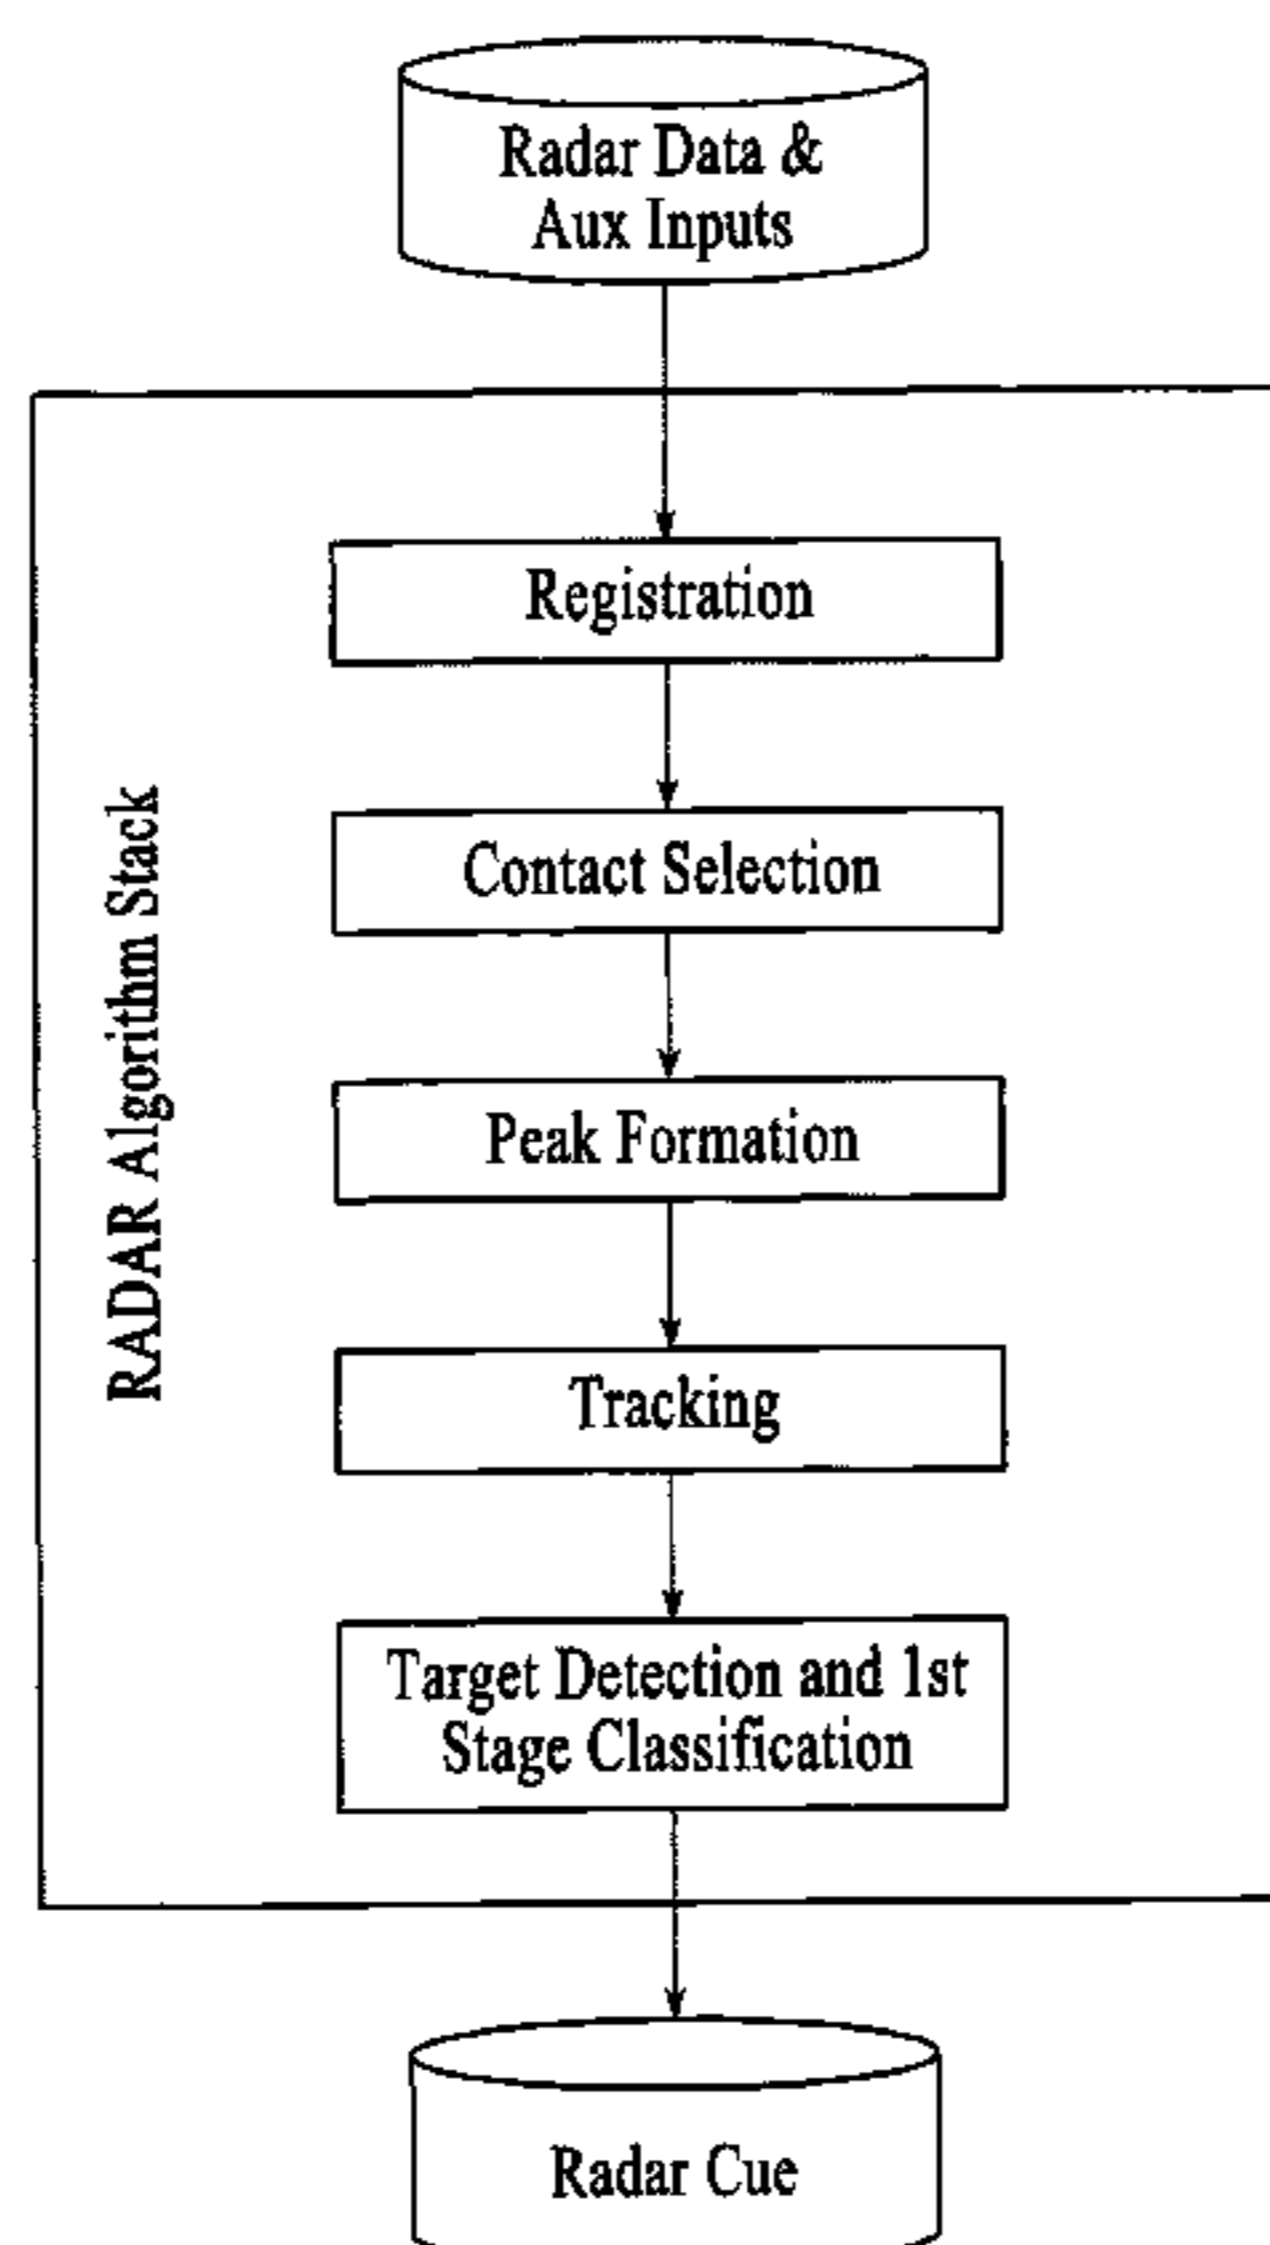 Radar Data &
Aux Inputs
RADAR Algorithm Stack
Registration
Contact Selection
Peak Formation
Tracking
Target Detection and 1st
Stage Classification
Radar Cue